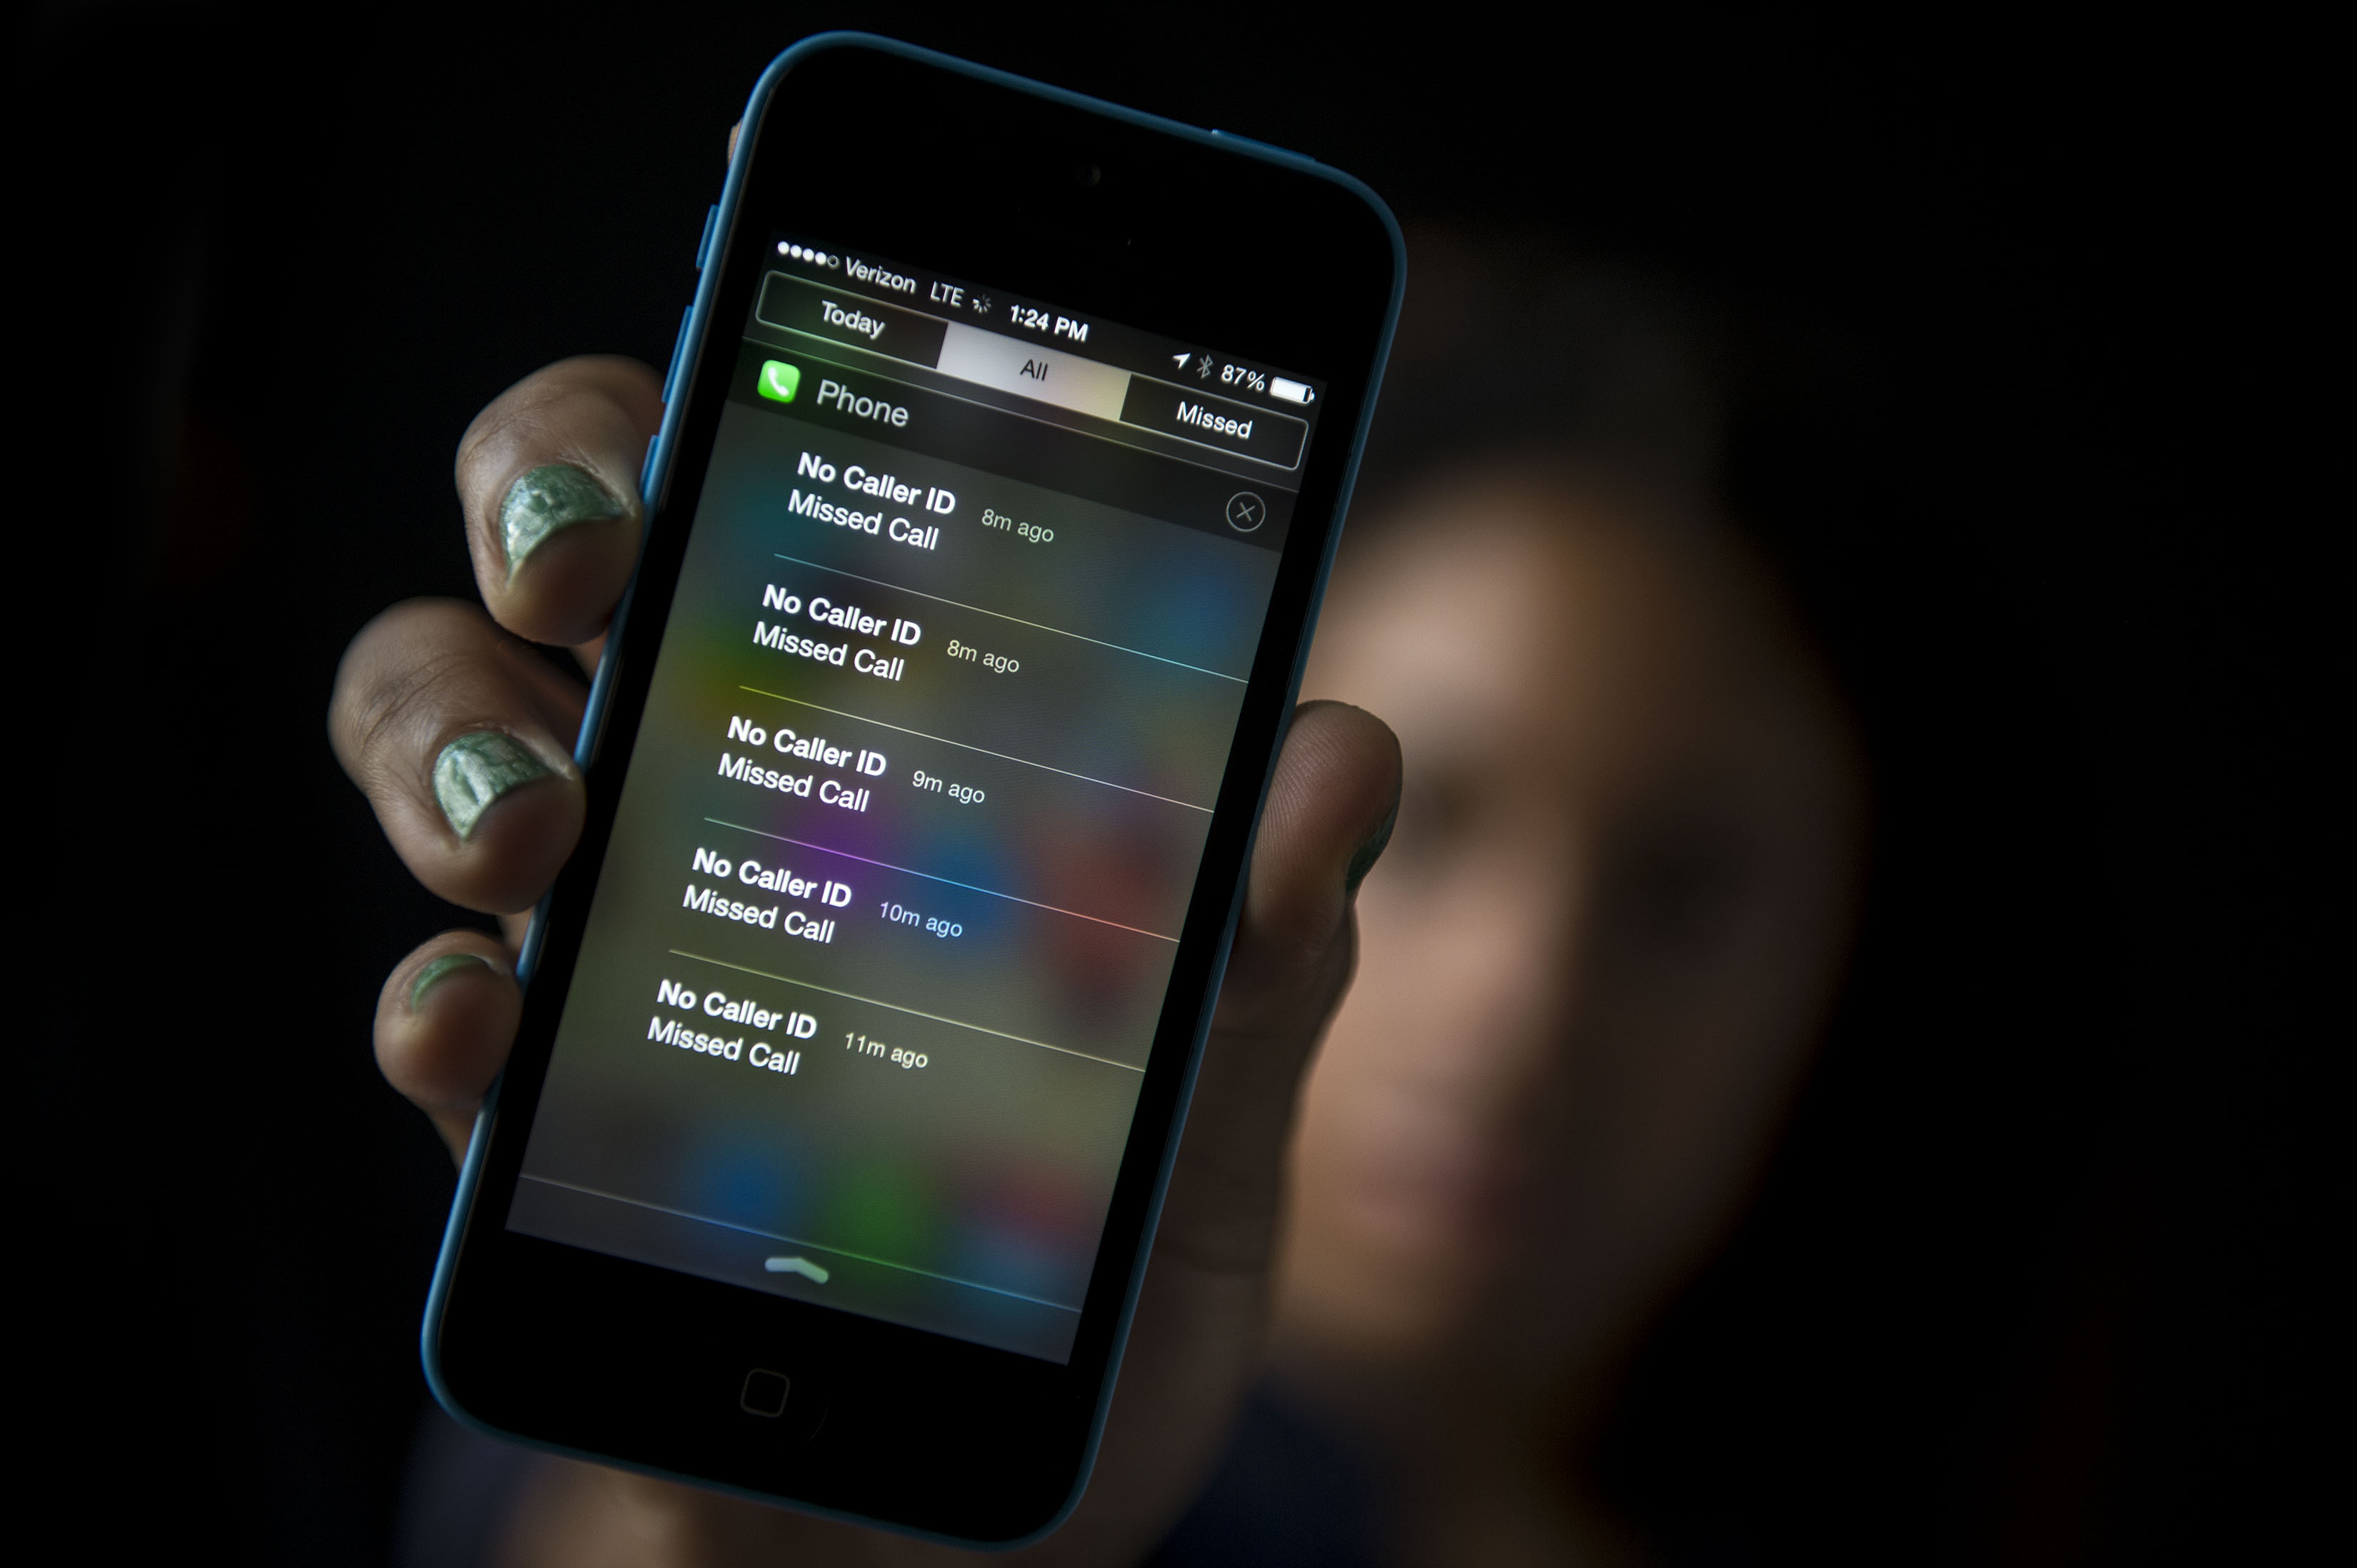 Verizon LTE 1:24 PM 87%
Today All Missed
Phone
No Caller ID 8m ago
Missed Call
No Caller ID 8m ago
Missed Call
No Caller ID 9m ago
Missed Call
No Caller ID 10m ago
Missed Call
No Caller ID 11m ago
Missed Call